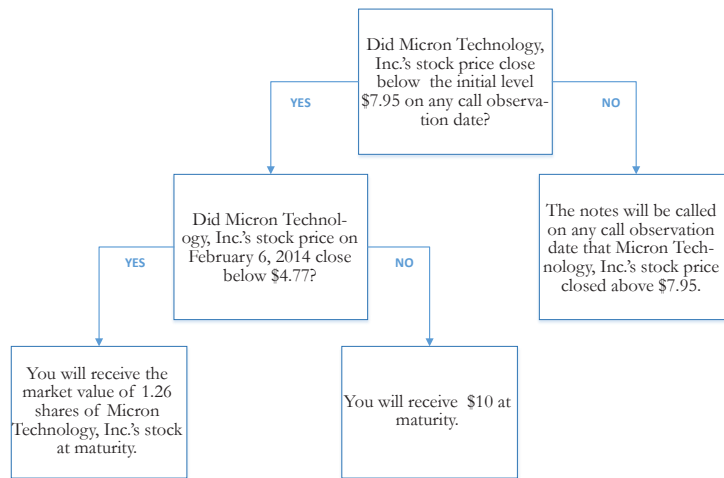 Did Micron Technology,
Inc.'s stock price close
below the initial level
$7.95 on any call observa-
tion date?
YES
NO
Did Micron Technol-
ogy, Inc.'s stock price on
February 6, 2014 close
below $4.77?
The notes will be called
on any call observation
date that Micron Tech-
nology, Inc.'s stock price
closed above $7.95.
YES
NO
You will receive the
market value of 1.26
shares of Micron
Technology, Inc.'s stock
at maturity.
You will receive $10 at
maturity.